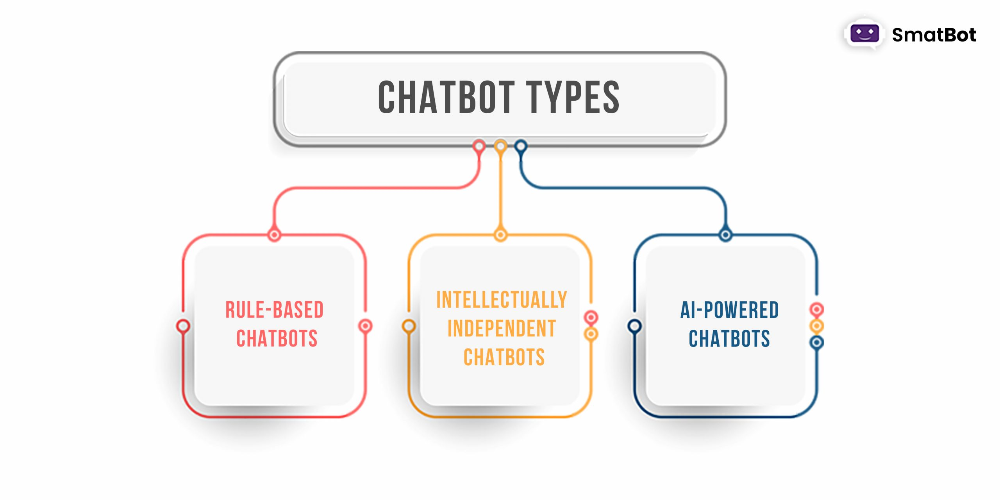 SmatBot
CHATBOT TYPES
RULE-BASED
CHATBOTS
INTELLECTUALLY
INDEPENDENT
CHATBOTS
AI-POWERED
CHATBOTS